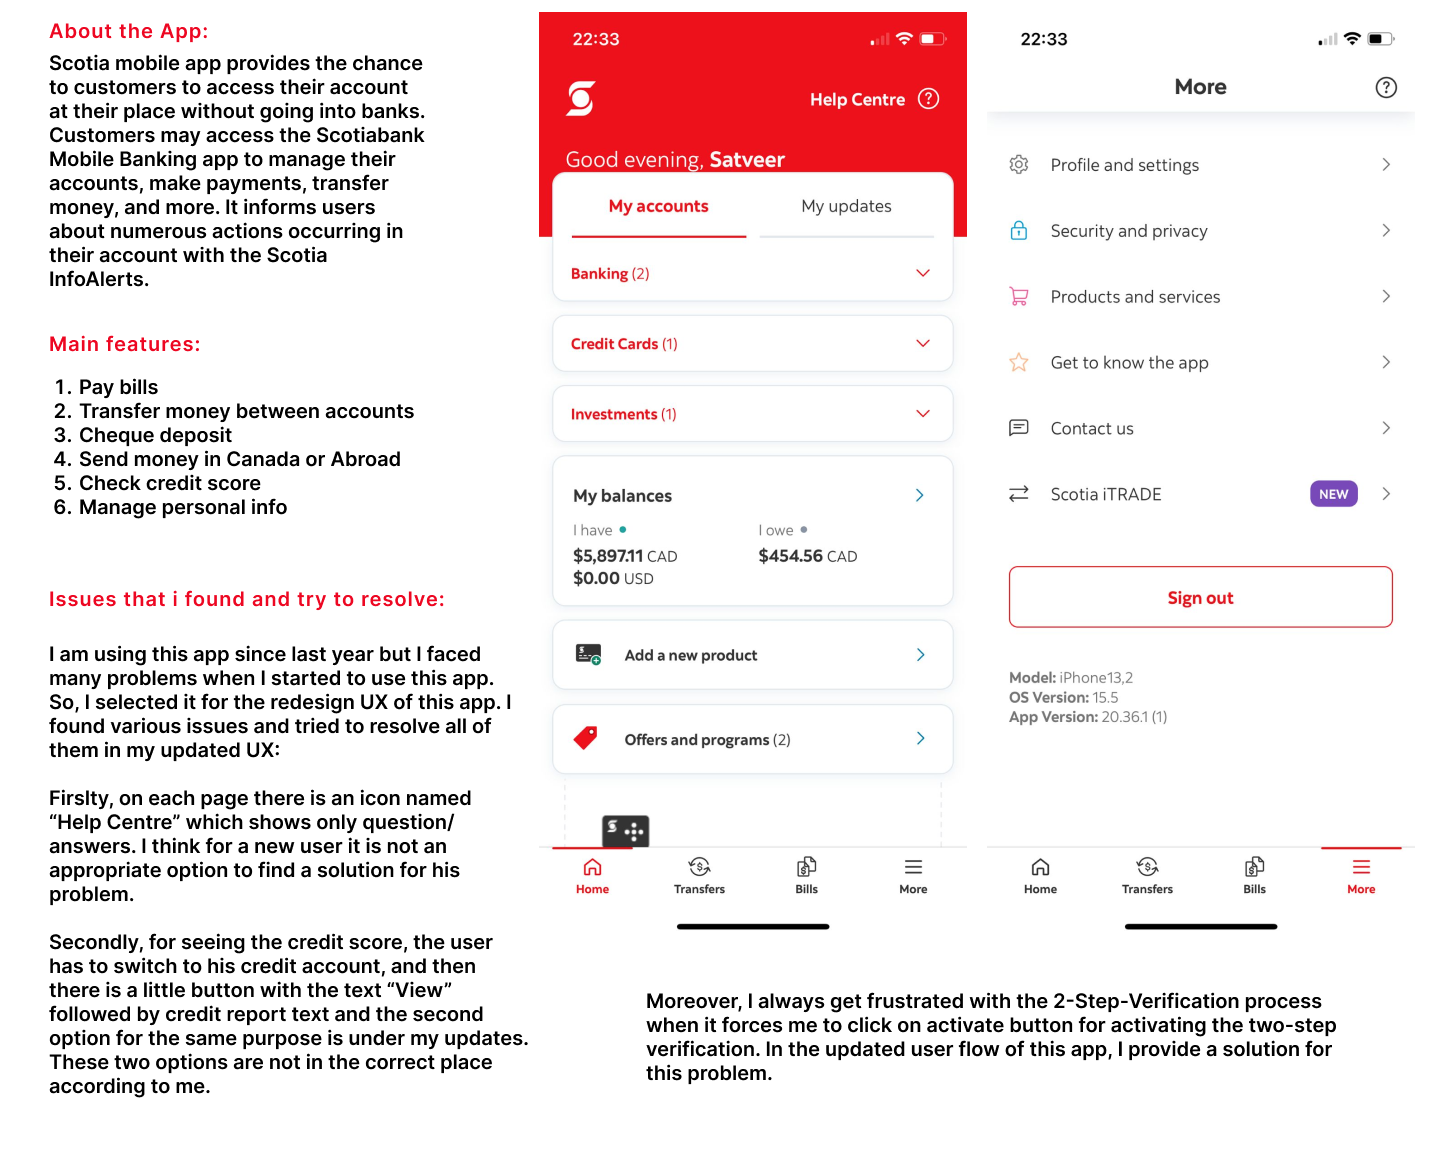 About the App:
Scotia mobile app provides the chance
to customers to access their account
at their place without going into banks.
Customers may access the Scotiabank
Mobile Banking app to manage their
accounts, make payments, transfer
money, and more. It informs users
about numerous actions occurring in
their account with the Scotia
InfoAlerts.
Main features:
1. Pay bills
2. Transfer money between accounts
3. Cheque deposit
4. Send money in Canada or Abroad
5. Check credit score
6. Manage personal info
Issues that i found and try to resolve:
I am using this app since last year but I faced
many problems when I started to use this app.
So, I selected it for the redesign UX of this app. I
found various issues and tried to resolve all of
them in my updated UX:
Firslty, on each page there is an icon named
“Help Centre” which shows only question/
answers. I think for a new user it is not an
appropriate option to find a solution for his
problem.
Secondly, for seeing the credit score, the user
has to switch to his credit account, and then
there is a little button with the text “View”
followed by credit report text and the second
option for the same purpose is under my updates.
These two options are not in the correct place
according to me.
22:33
Help Centre ?
Good evening, Satveer
My accounts My updates
Banking (2)
Credit Cards (1)
Investments (1)
My balances
I have I owe
$5,897.11 CAD $454.56 CAD
$0.00 USD
Add a new product
Offers and programs (2)
Home Transfers Bills More
22:33
More ?
Profile and settings
Security and privacy
Products and services
Get to know the app
Contact us
Scotia iTRADE NEW
Sign out
Model: iPhone13,2
OS Version: 15.5
App Version: 20.36.1 (1)
Home Transfers Bills More
Moreover, I always get frustrated with the 2-Step-Verification process
when it forces me to click on activate button for activating the two-step
verification. In the updated user flow of this app, I provide a solution for
this problem.